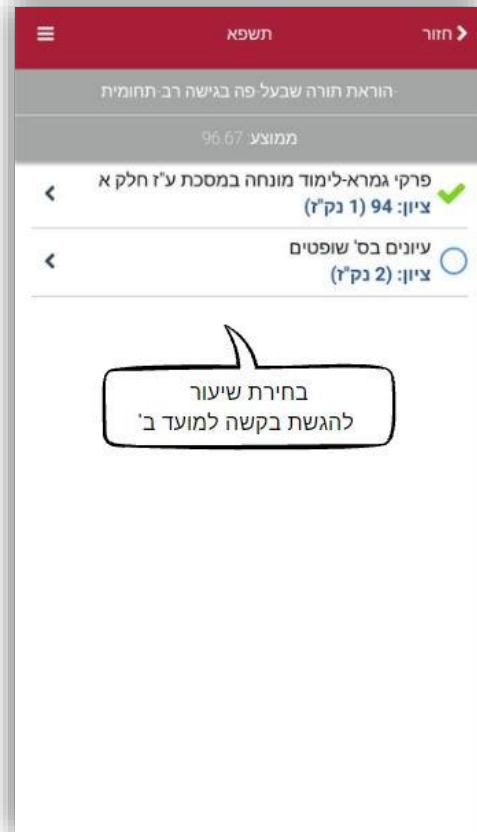 חזור
תשפא
הוראת תורה שבעל-פה בגישה רב-תחומית-
ממוצע: 96.67
פרקי גמרא-לימוד מונחה במסכת ע"ז חלק א
ציון: 94 (1 נק"ז)
עיונים בס' שופטים
ציון: (2 נק"ז)
בחירת שיעור
להגשת בקשה למועד ב'